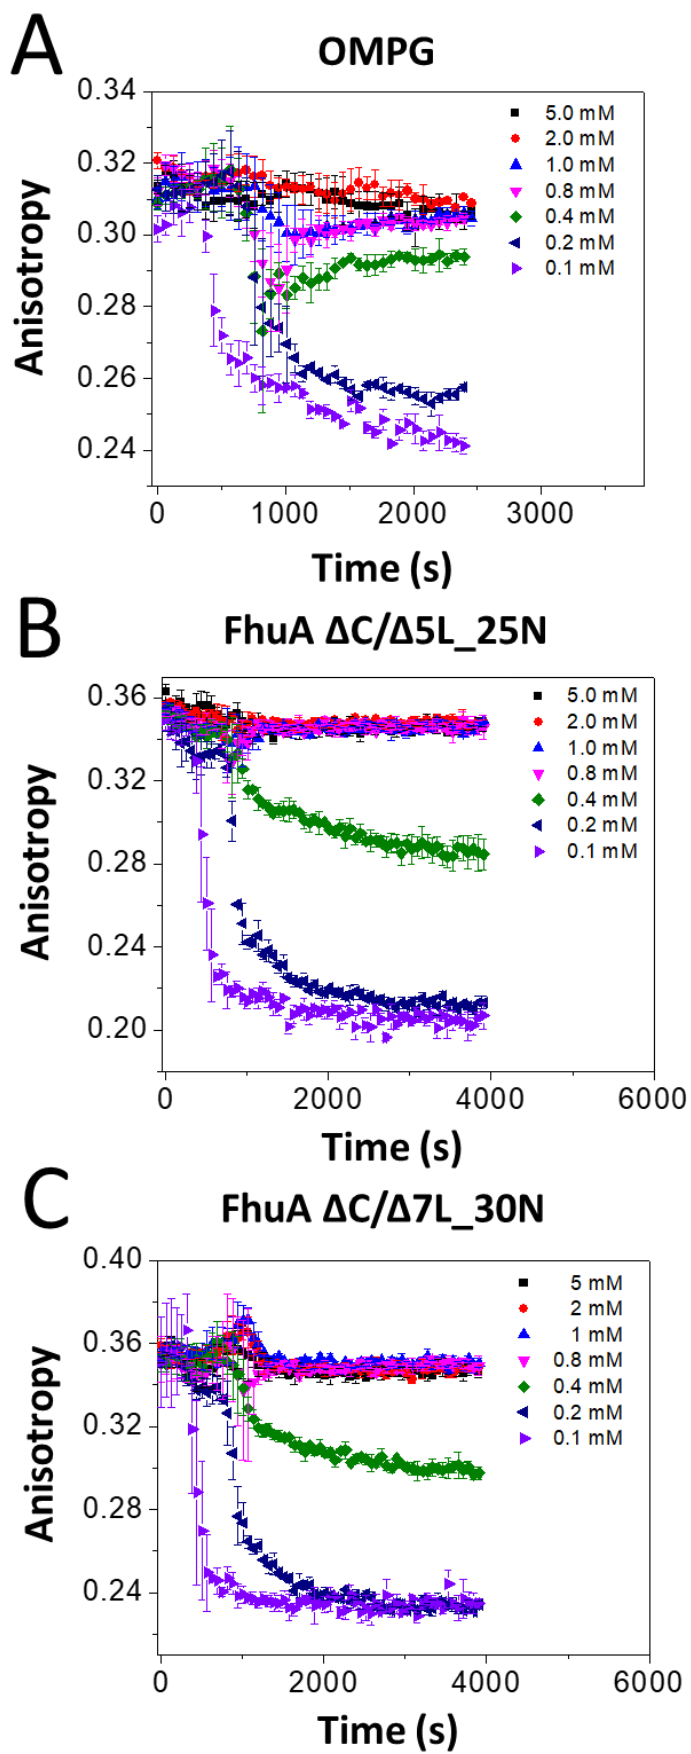 A
OMPG
0.34
0.32
0.30
0.28
0.26
0.24
Anisotropy
5.0 mM
2.0 mM
1.0 mM
0.8 mM
0.4 mM
0.2 mM
0.1 mM
0
1000
2000
3000
Time (s)
B
FhuA ΔC/Δ5L_25N
0.36
0.32
0.28
0.24
0.20
Anisotropy
5.0 mM
2.0 mM
1.0 mM
0.8 mM
0.4 mM
0.2 mM
0.1 mM
0
2000
4000
6000
Time (s)
C
FhuA ΔC/Δ7L_30N
0.40
0.36
0.32
0.28
0.24
Anisotropy
5 mM
2 mM
1 mM
0.8 mM
0.4 mM
0.2 mM
0.1 mM
0
2000
4000
6000
Time (s)